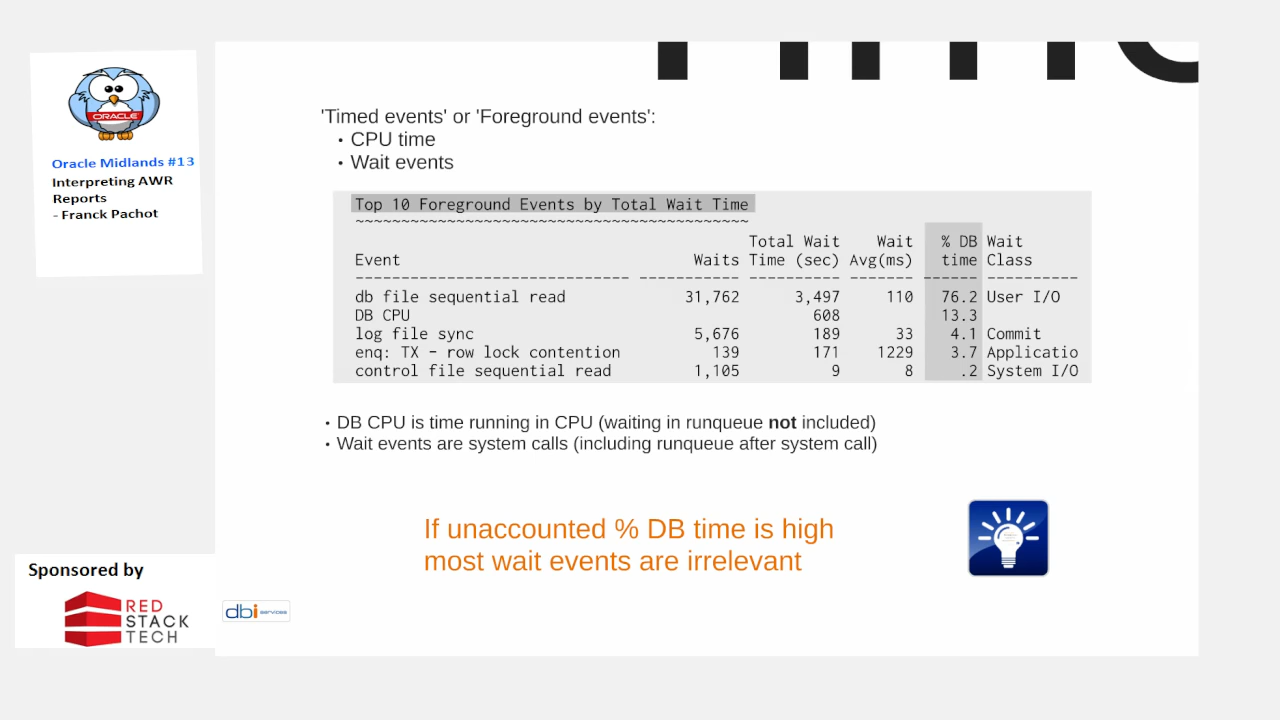 ORACLE
Oracle Midlands #13
Interpreting AWR
Reports
- Franck Pachot
'Timed events' or 'Foreground events':
• CPU time
• Wait events
Top 10 Foreground Events by Total Wait Time
~~~~~~~~~~~~~~~~~~~~~~~~~~~~~~~~~~~~~~~~~~~
Total Wait Wait % DB Wait
Event Waits Time (sec) Avg(ms) time Class
------------------------------ ----------- ---------- ------- ------ ----------
db file sequential read 31,762 3,497 110 76.2 User I/O
DB CPU 608 13.3
log file sync 5,676 189 33 4.1 Commit
enq: TX - row lock contention 139 171 1229 3.7 Applicatio
control file sequential read 1,105 9 8 .2 System I/O
• DB CPU is time running in CPU (waiting in runqueue not included)
• Wait events are system calls (including runqueue after system call)
If unaccounted % DB time is high
most wait events are irrelevant
Sponsored by
RED
STACK
TECH
dbi services